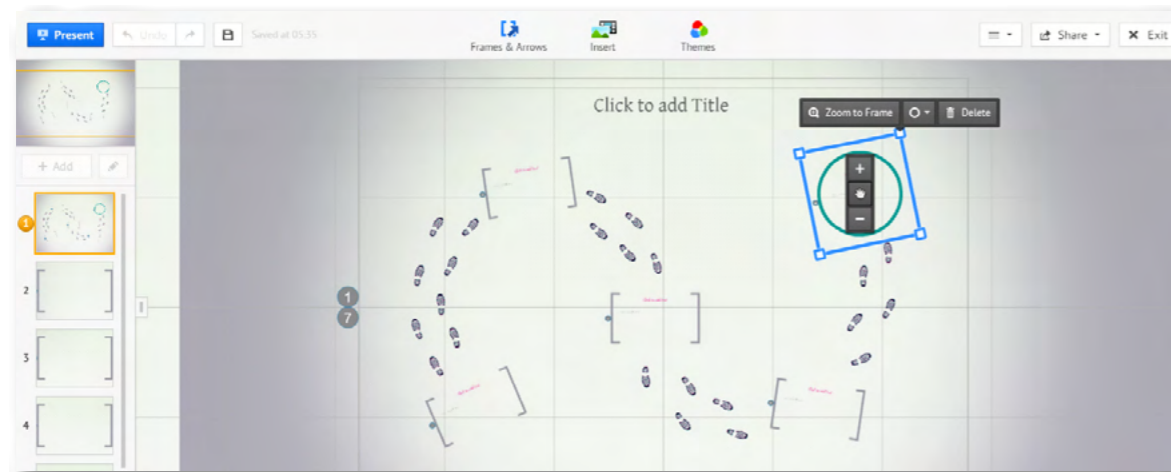 Present
Undo
Saved at 05:35
Frames & Arrows
Insert
Themes
Share
Exit
Click to add Title
Zoom to Frame
Delete
+ Add
1
2
3
4
1
7